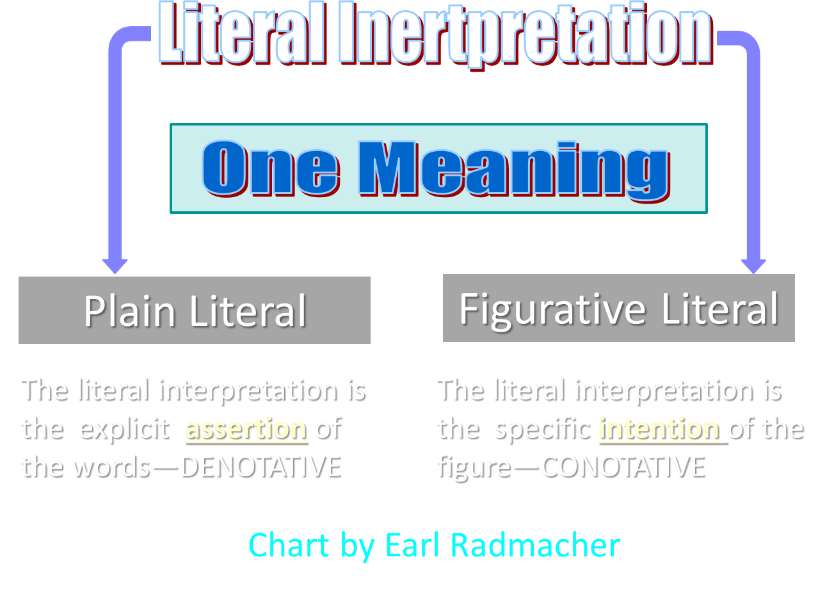 Literal Inertpretation
One Meaning
Plain Literal
Figurative Literal
The literal interpretation is
the explicit assertion of
the words—DENOTATIVE
The literal interpretation is
the specific intention of the
figure—CONOTATIVE
Chart by Earl Radmacher